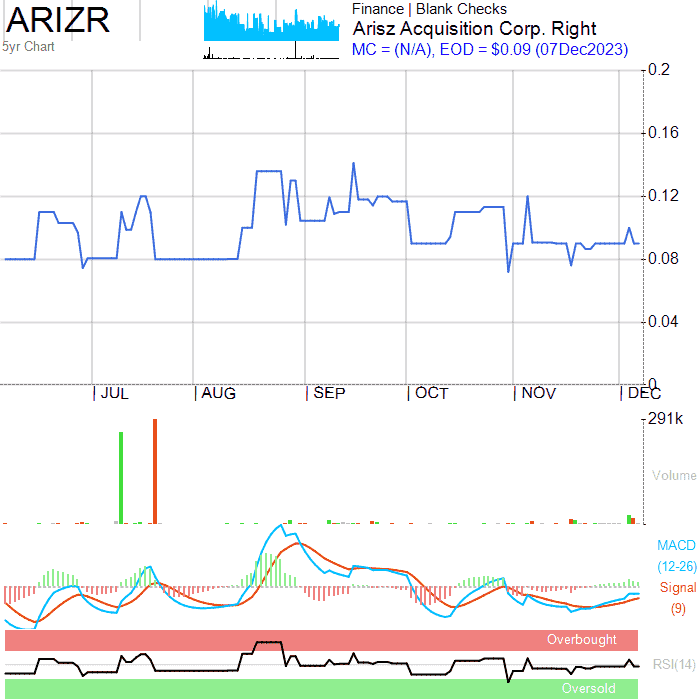 ARIZR
5yr Chart
Finance | Blank Checks
Arisz Acquisition Corp. Right
MC = (N/A), EOD = $0.09 (07Dec2023)
0.2
0.16
0.12
0.08
0.04
0
JUL AUG SEP OCT NOV DEC
291k
Volume
MACD
(12-26)
Signal
(9)
Overbought
RSI(14)
Oversold